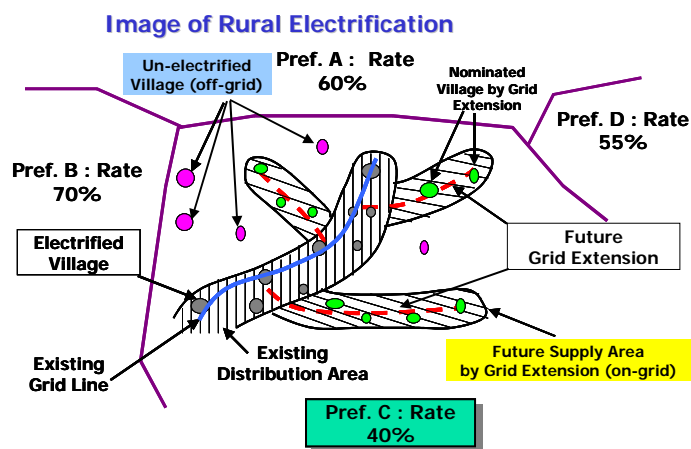 Image of Rural Electrification
Un-electrified
Village (off-grid)
Pref. A : Rate
60%
Nominated
Village by Grid
Extension
Pref. D : Rate
55%
Pref. B : Rate
70%
Electrified
Village
Future
Grid Extension
Existing
Grid Line
Existing
Distribution Area
Future Supply Area
by Grid Extension (on-grid)
Pref. C : Rate
40%